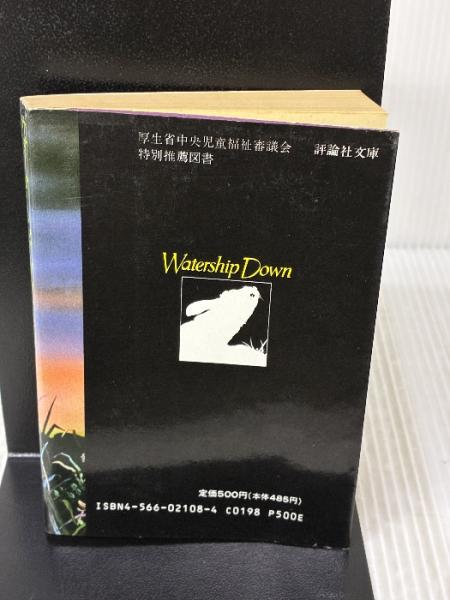 厚生省中央児童福祉審議会
特別推薦図書
評論社文庫
Watership Down
定価500円(本体485円)
ISBN4-566-02108-4 C0198 P500E